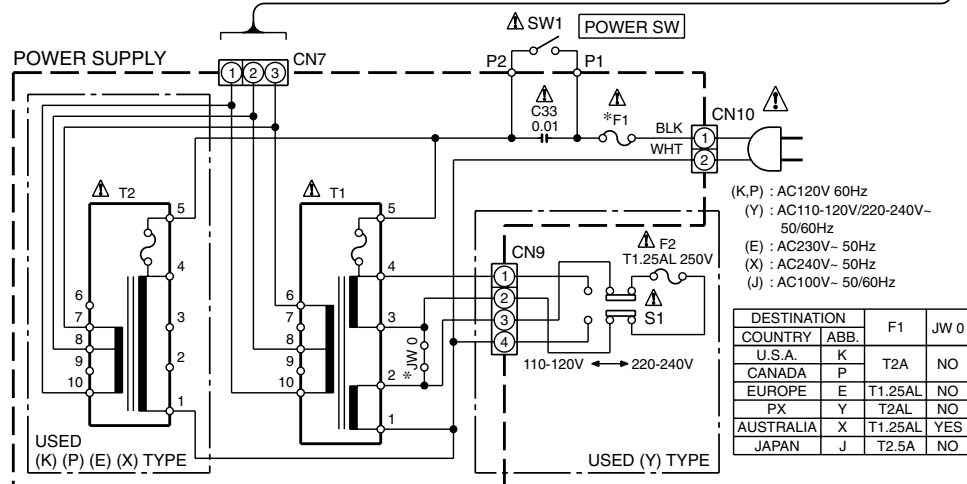 SW1 POWER SW
POWER SUPPLY
1 2 3 CN7
P2 P1
C33
0.01
*F1
BLK
WHT
CN10
1
2
(K,P) : AC120V 60Hz
(Y) : AC110-120V/220-240V~
50/60Hz
(E) : AC230V~ 50Hz
(X) : AC240V~ 50Hz
(J) : AC100V~ 50/60Hz
T2
5
4
3
2
1
6
7
8
9
10
USED
(K) (P) (E) (X) TYPE
T1
5
4
3
2
1
6
7
8
9
10
*JW 0
CN9
1
2
3
4
F2
T1.25AL 250V
S1
110-120V 220-240V
USED (Y) TYPE
DESTINATION F1 JW 0
COUNTRY ABB.
U.S.A. K T2A NO
CANADA P
EUROPE E T1.25AL NO
PX Y T2AL NO
AUSTRALIA X T1.25AL YES
JAPAN J T2.5A NO